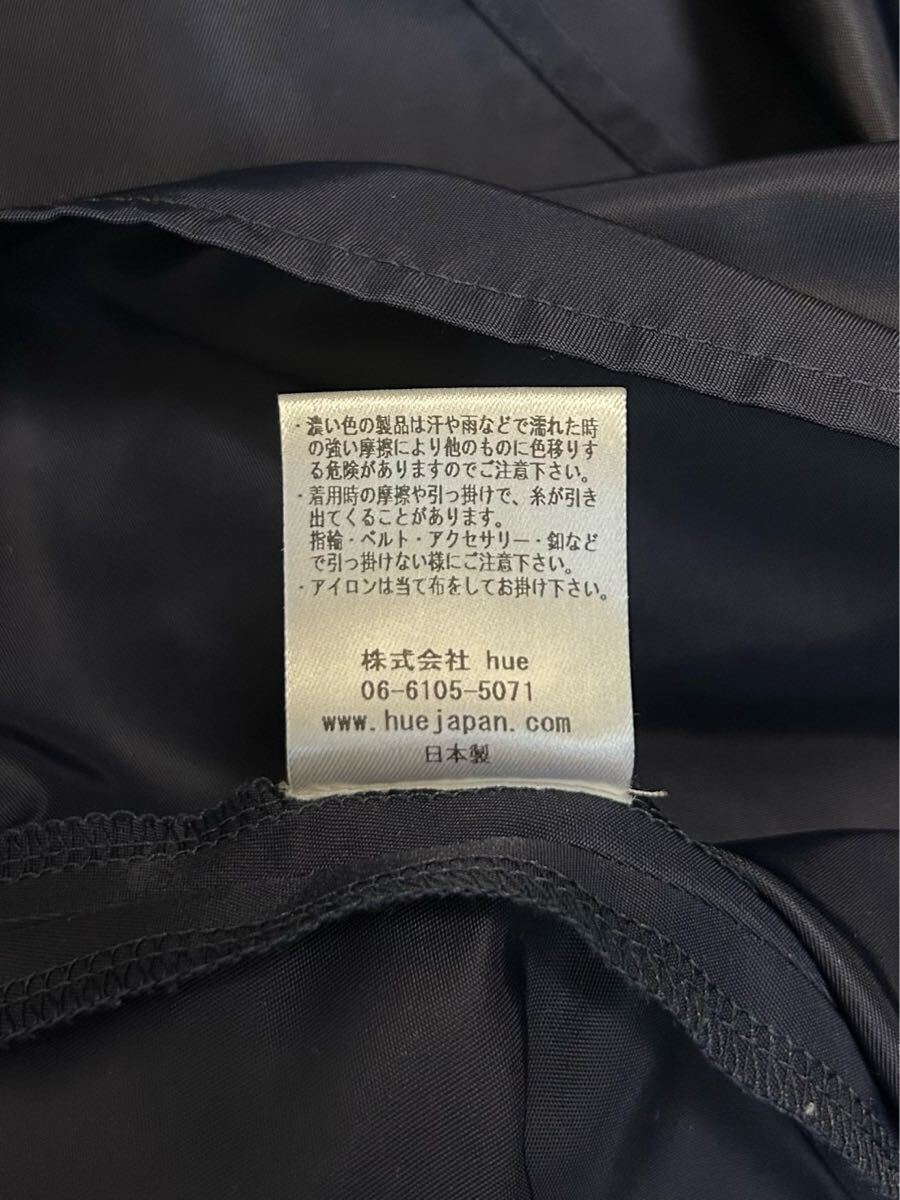 ・濃い色の製品は汗や雨などで濡れた時
の強い摩擦により他のものに色移りす
る危険がありますのでご注意下さい。
・着用時の摩擦や引っ掛けで、糸が引き
出てくることがあります。
指輪・ベルト・アクセサリー・釦など
で引っ掛けない様にご注意下さい。
・アイロンは当て布をしてお掛け下さい。
株式会社 hue
06-6105-5071
www.huejapan.com
日本製